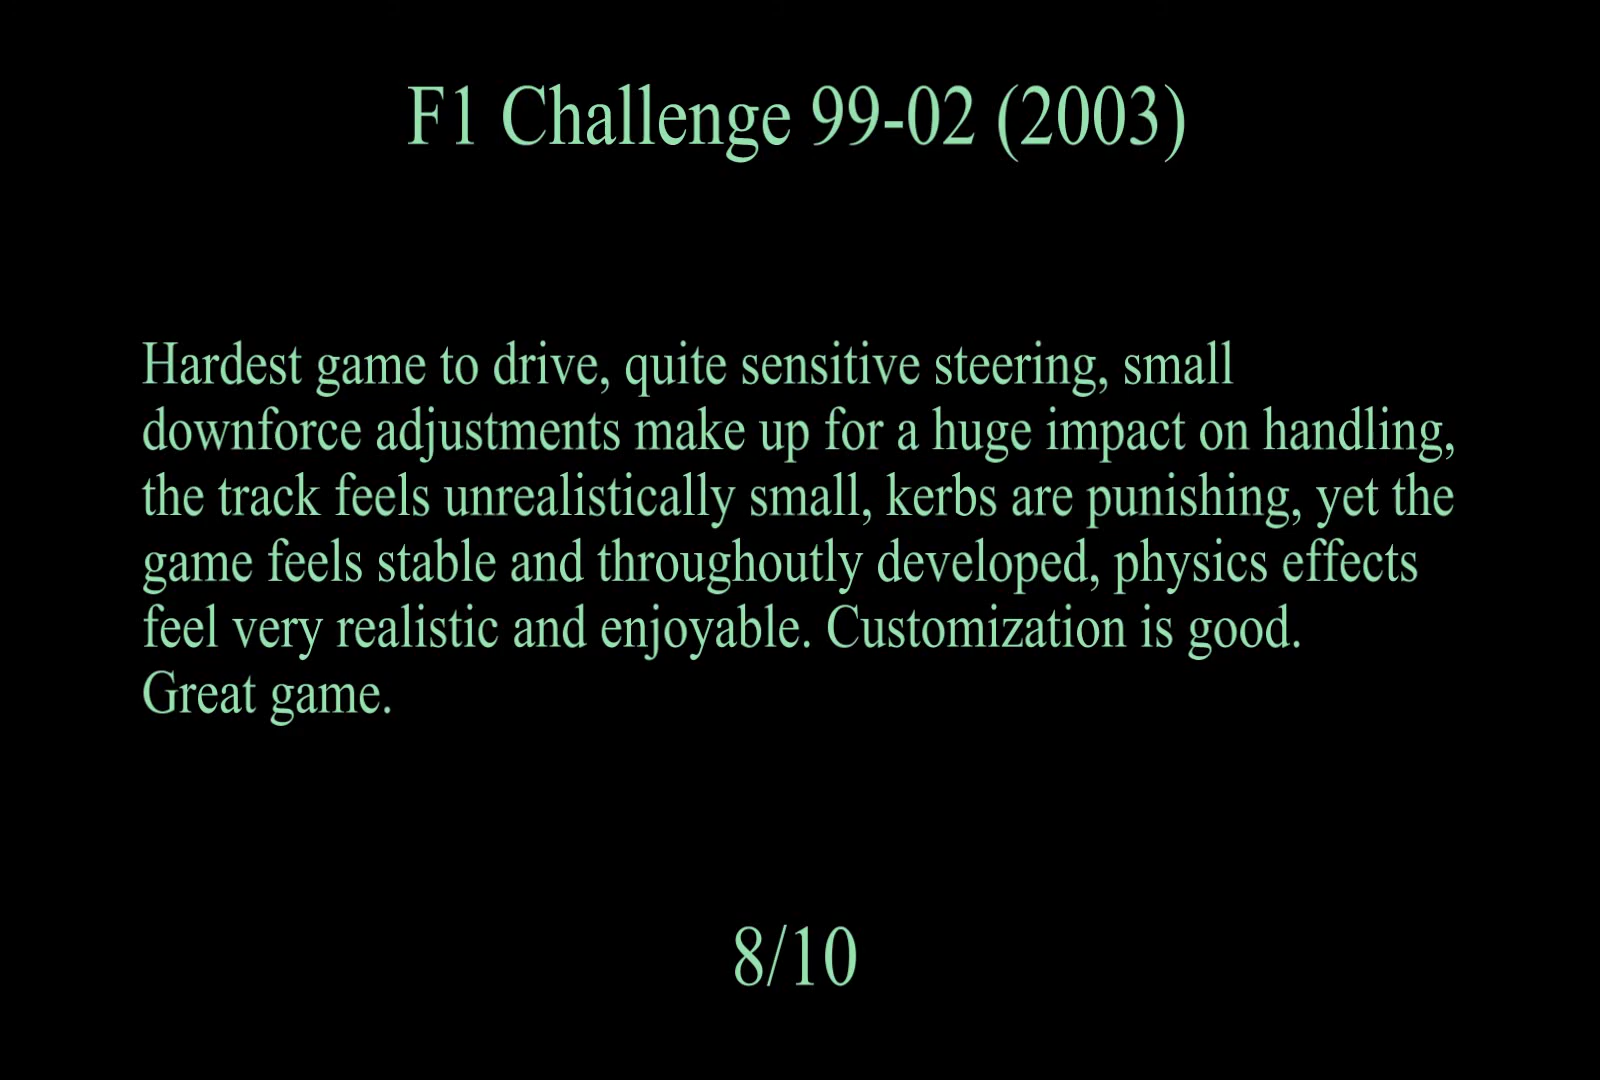 F1 Challenge 99-02 (2003)
Hardest game to drive, quite sensitive steering, small
downforce adjustments make up for a huge impact on handling,
the track feels unrealistically small, kerbs are punishing, yet the
game feels stable and throughoutly developed, physics effects
feel very realistic and enjoyable. Customization is good.
Great game.
8/10